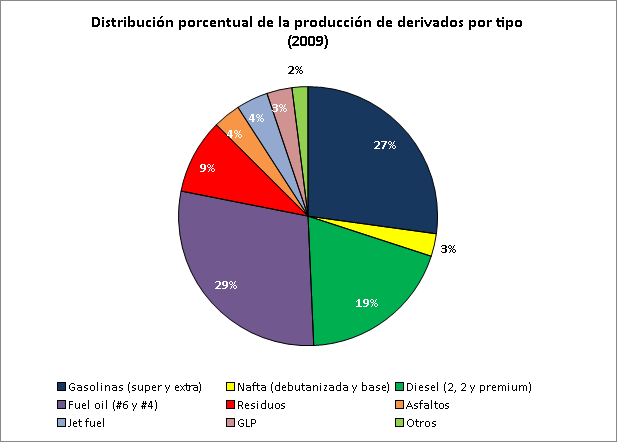 Distribución porcentual de la producción de derivados por tipo
(2009)
2%
3%
4%
4%
27%
9%
3%
29%
19%
Gasolinas (super y extra)
Nafta (debutanizada y base)
Diesel (2, 2 y premium)
Fuel oil (#6 y #4)
Residuos
Asfaltos
Jet fuel
GLP
Otros